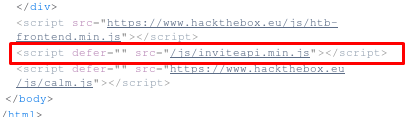 </div>
<script src="https://www.hackthebox.eu/js/htb-
frontend.min.js"></script>
<script defer="" src="/js/inviteapi.min.js"></script>
<script defer="" src="https://www.hackthebox.eu
/js/calm.js"></script>
</body>
</html>